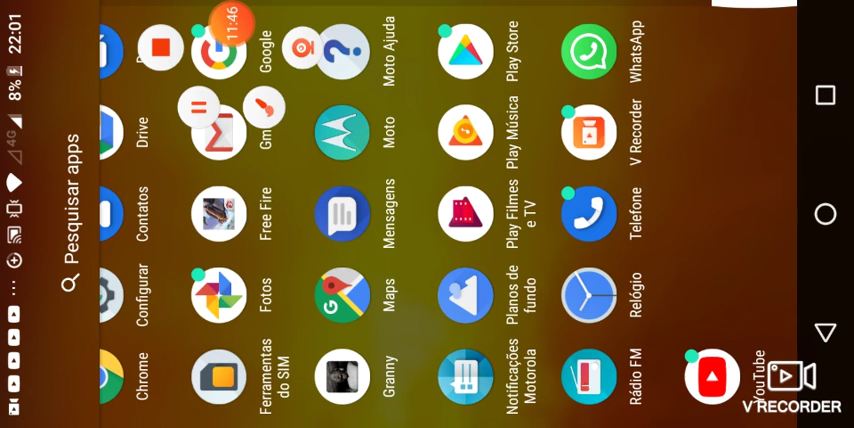 4G 8% 22:01
Pesquisar apps
Chrome
Configurar
Contatos
Drive
11:46
Ferramentas
do SIM
Fotos
Free Fire
Google
Granny
Maps
Mensagens
Moto
Moto Ajuda
Notificações
Motorola
Planos de
fundo
Play Filmes
e TV
Play Música
Play Store
Rádio FM
Relógio
Telefone
V Recorder
WhatsApp
YouTube
V RECORDER